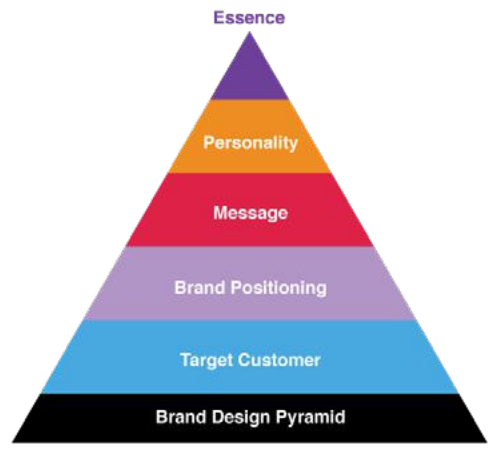 Essence
Personality
Message
Brand Positioning
Target Customer
Brand Design Pyramid